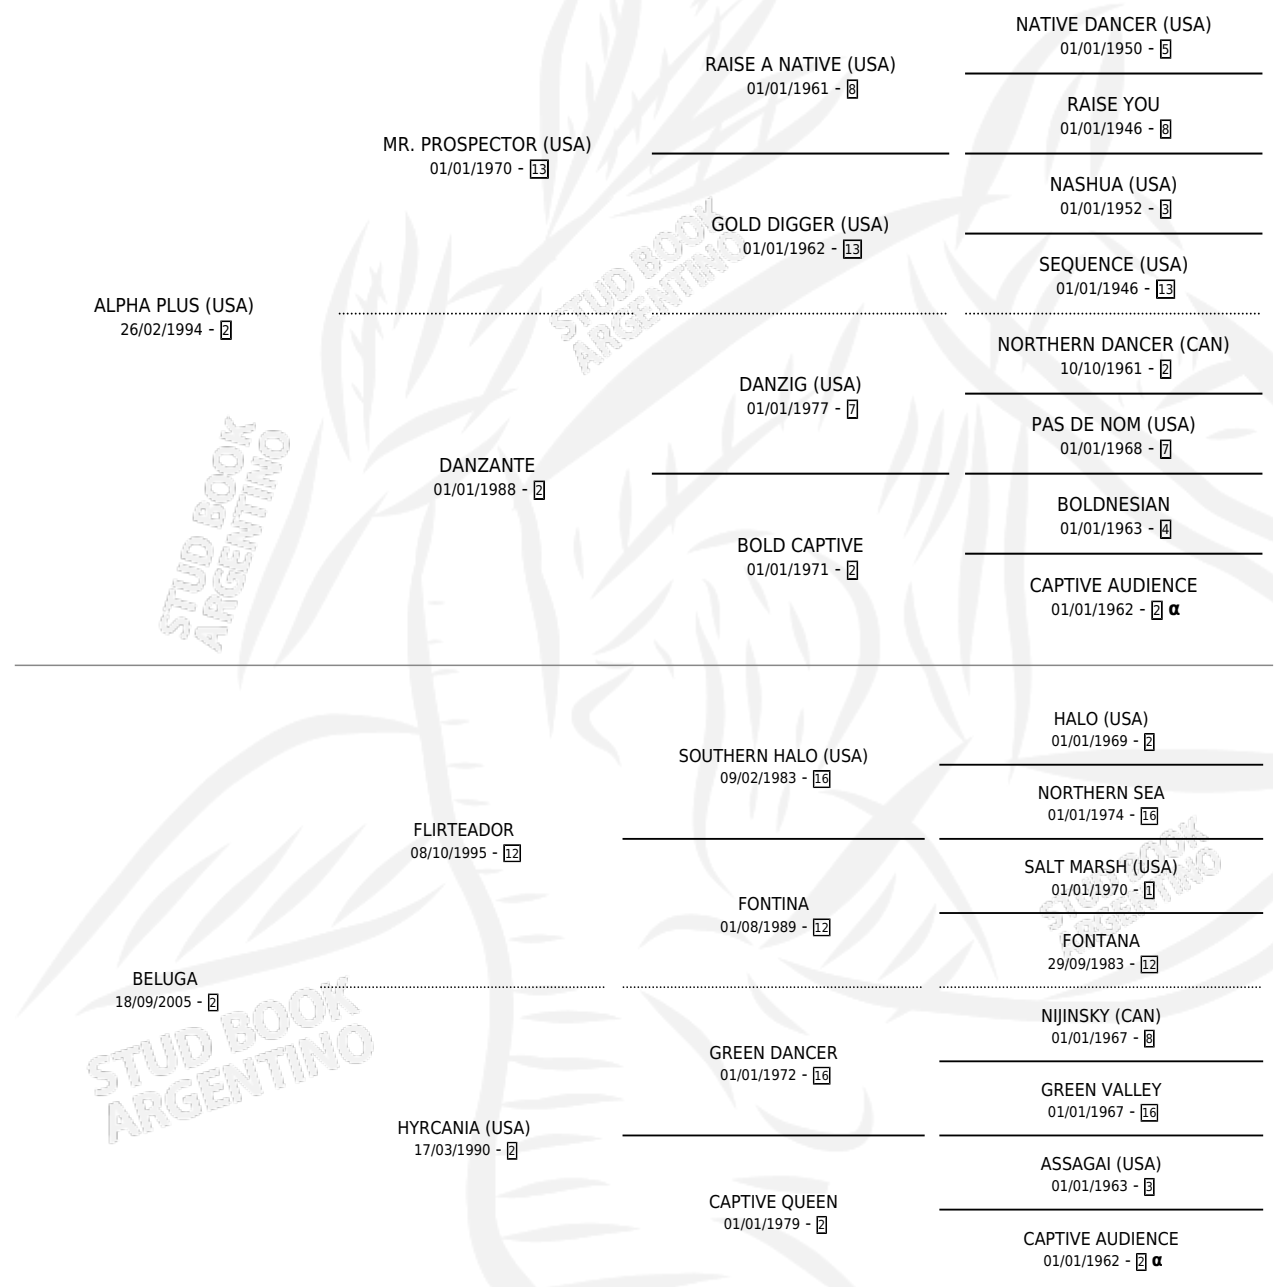 NATIVE DANCER (USA)
01/01/1950 - 5
RAISE A NATIVE (USA)
01/01/1961 - 8
RAISE YOU
01/01/1946 - 8
MR. PROSPECTOR (USA)
01/01/1970 - 13
NASHUA (USA)
01/01/1952 - 3
GOLD DIGGER (USA)
01/01/1962 - 13
SEQUENCE (USA)
01/01/1946 - 13
STUD BOOK
ARGENTINO
ALPHA PLUS (USA)
26/02/1994 - 2
NORTHERN DANCER (CAN)
10/10/1961 - 2
DANZIG (USA)
01/01/1977 - 7
PAS DE NOM (USA)
01/01/1968 - 7
DANZANTE
01/01/1988 - 2
BOLDNESIAN
01/01/1963 - 4
BOLD CAPTIVE
01/01/1971 - 2
CAPTIVE AUDIENCE
01/01/1962 - 2 α
STUD BOOK
ARGENTINO
HALO (USA)
01/01/1969 - 2
SOUTHERN HALO (USA)
09/02/1983 - 16
NORTHERN SEA
01/01/1974 - 16
FLIRTEADOR
08/10/1995 - 12
SALT MARSH (USA)
01/01/1970 - 1
STUD BOOK
ARGENTINO
FONTINA
01/08/1989 - 12
FONTANA
29/09/1983 - 12
BELUGA
18/09/2005 - 2
STUD BOOK
ARGENTINO
NIJINSKY (CAN)
01/01/1967 - 8
GREEN DANCER
01/01/1972 - 16
GREEN VALLEY
01/01/1967 - 16
HYRCANIA (USA)
17/03/1990 - 2
ASSAGAI (USA)
01/01/1963 - 3
CAPTIVE QUEEN
01/01/1979 - 2
CAPTIVE AUDIENCE
01/01/1962 - 2 α